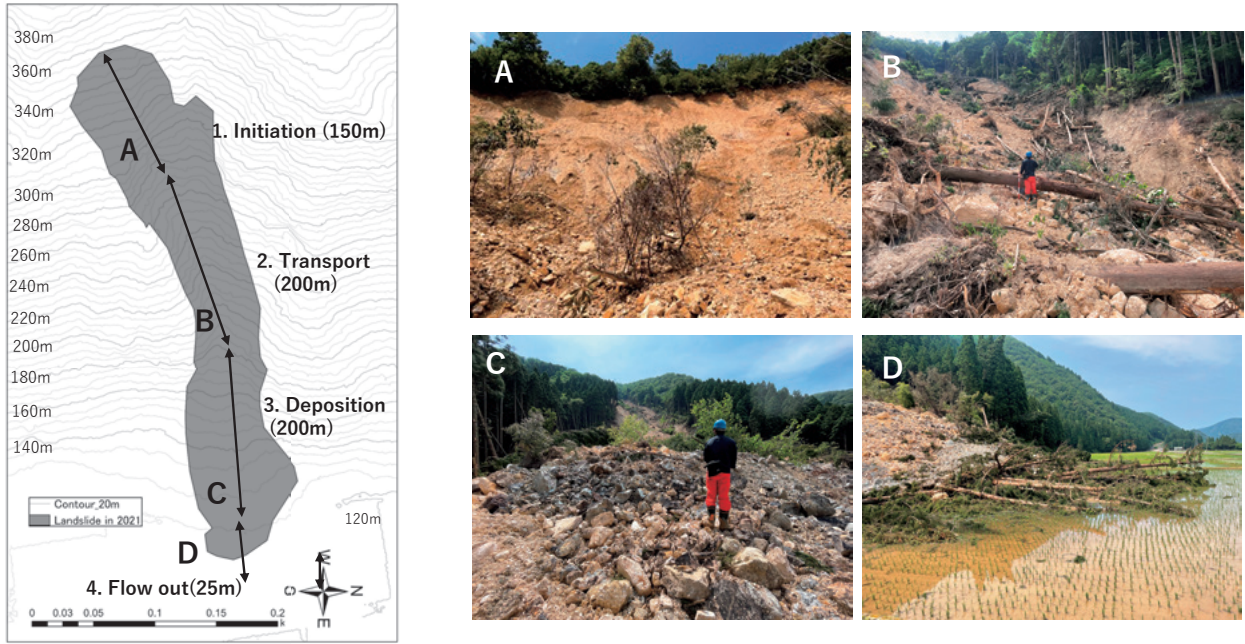 380m
360m
340m
320m
300m
280m
260m
240m
220m
200m
180m
160m
140m
120m
1. Initiation (150m)
2. Transport
(200m)
3. Deposition
(200m)
4. Flow out(25m)
A
B
C
D
Contour_20m
Landslide in 2021
W
N
E
0 0.03 0.05 0.1 0.15 0.2
k
A
B
C
D